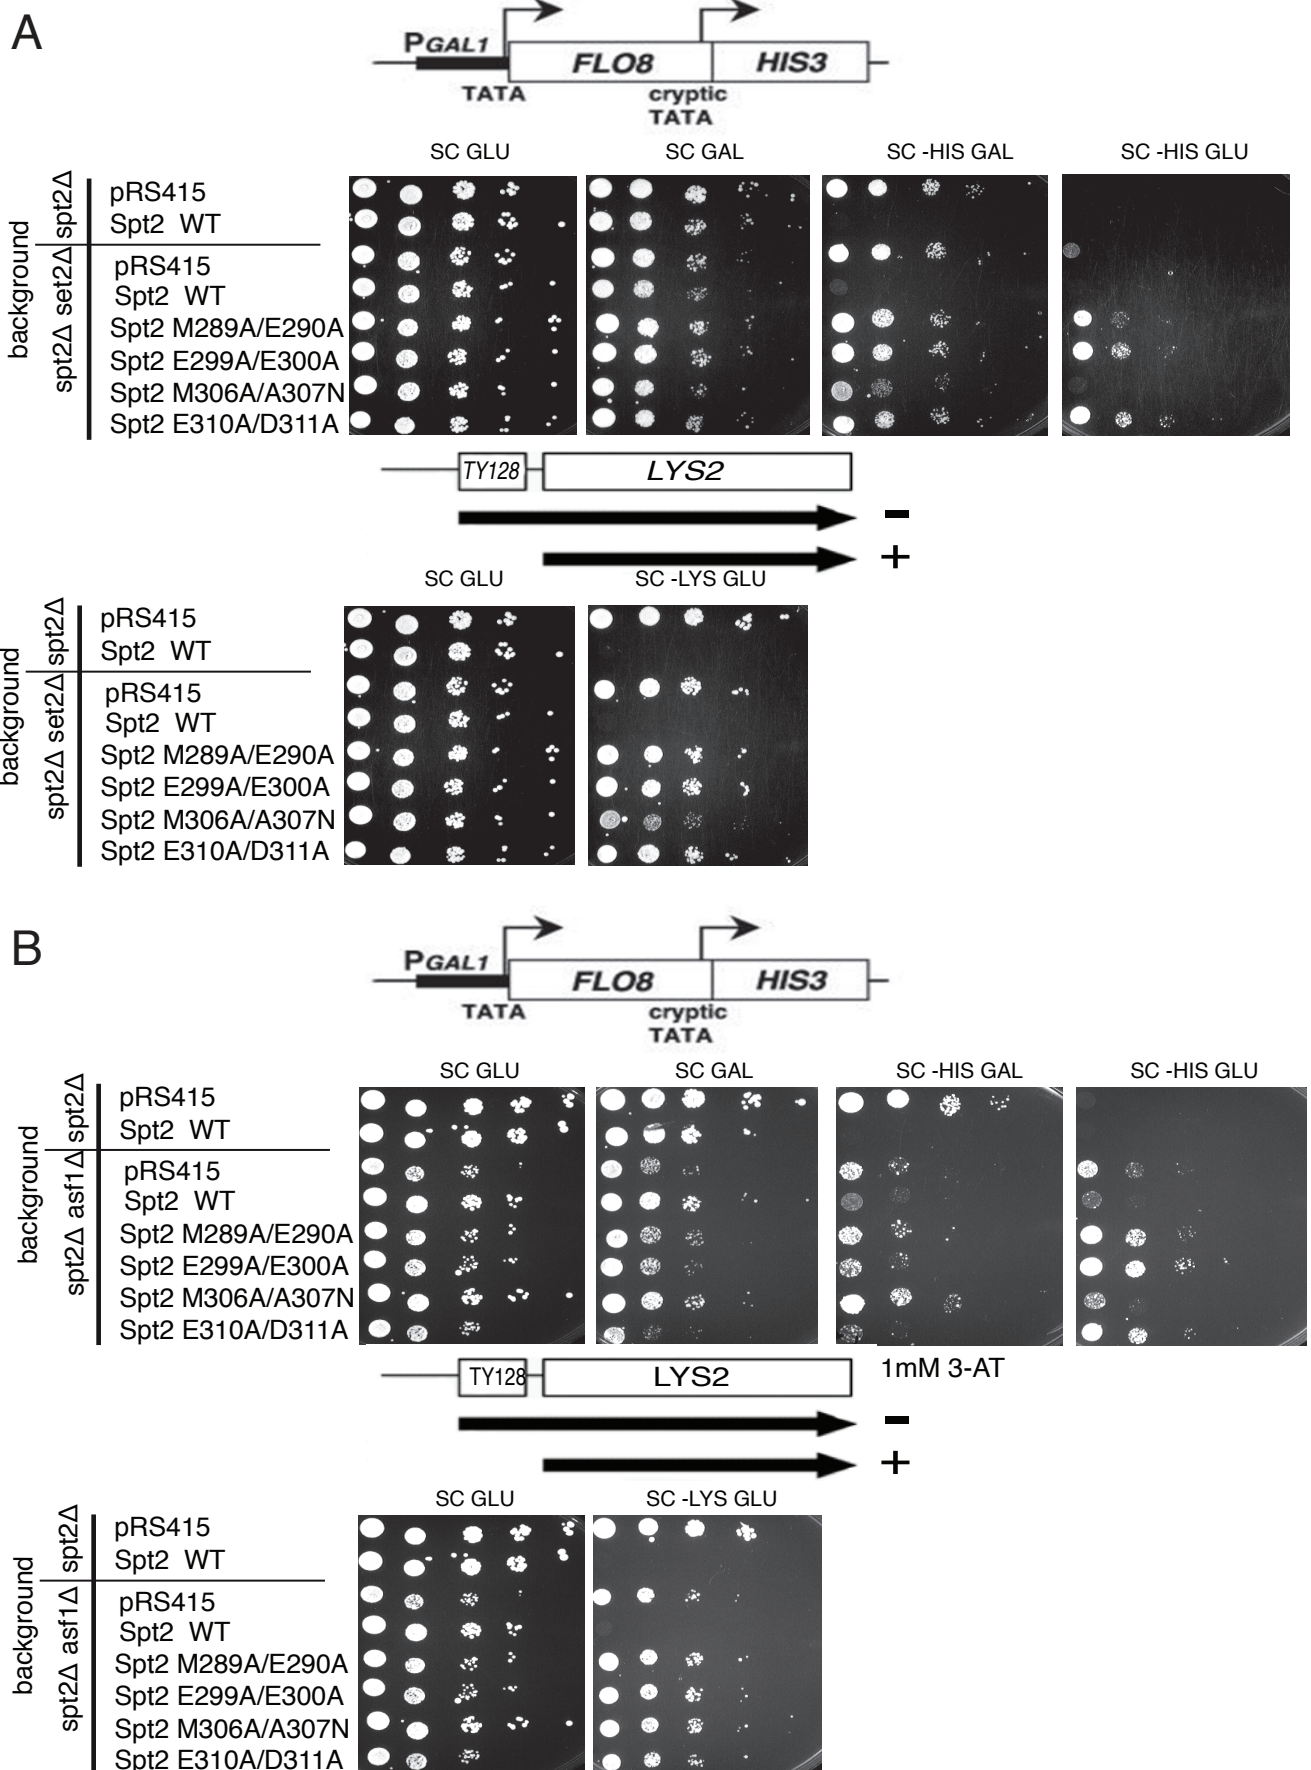 A
PGAL1
FLO8
HIS3
TATA
cryptic
TATA
SC GLU
SC GAL
SC -HIS GAL
SC -HIS GLU
background
spt2Δ
spt2Δ set2Δ
pRS415
Spt2 WT
pRS415
Spt2 WT
Spt2 M289A/E290A
Spt2 E299A/E300A
Spt2 M306A/A307N
Spt2 E310A/D311A
TY128
LYS2
−
+
SC GLU
SC -LYS GLU
background
spt2Δ
spt2Δ set2Δ
pRS415
Spt2 WT
pRS415
Spt2 WT
Spt2 M289A/E290A
Spt2 E299A/E300A
Spt2 M306A/A307N
Spt2 E310A/D311A
B
PGAL1
FLO8
HIS3
TATA
cryptic
TATA
SC GLU
SC GAL
SC -HIS GAL
SC -HIS GLU
background
spt2Δ
spt2Δ asf1Δ
pRS415
Spt2 WT
pRS415
Spt2 WT
Spt2 M289A/E290A
Spt2 E299A/E300A
Spt2 M306A/A307N
Spt2 E310A/D311A
1mM 3-AT
TY128
LYS2
−
+
SC GLU
SC -LYS GLU
background
spt2Δ
spt2Δ asf1Δ
pRS415
Spt2 WT
pRS415
Spt2 WT
Spt2 M289A/E290A
Spt2 E299A/E300A
Spt2 M306A/A307N
Spt2 E310A/D311A